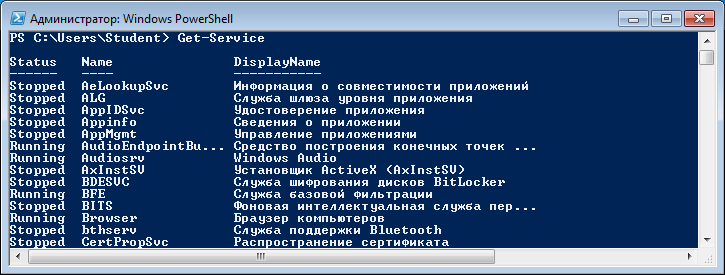 Администратор: Windows PowerShell
PS C:\Users\Student> Get-Service
Status   Name               DisplayName
------   ----               -----------
Stopped  AeLookupSvc        Информация о совместимости приложений
Stopped  ALG                Служба шлюза уровня приложения
Stopped  AppIDSvc           Удостоверение приложения
Stopped  Appinfo            Сведения о приложении
Stopped  AppMgmt            Управление приложениями
Running  AudioEndpointBu... Средство построения конечных точек ...
Running  Audiosrv           Windows Audio
Stopped  AxInstSV           Установщик ActiveX (AxInstSV)
Stopped  BDESVC             Служба шифрования дисков BitLocker
Running  BFE                Служба базовой фильтрации
Stopped  BITS               Фоновая интеллектуальная служба пер...
Running  Browser            Браузер компьютеров
Stopped  bthserv            Служба поддержки Bluetooth
Stopped  CertPropSvc        Распространение сертификата